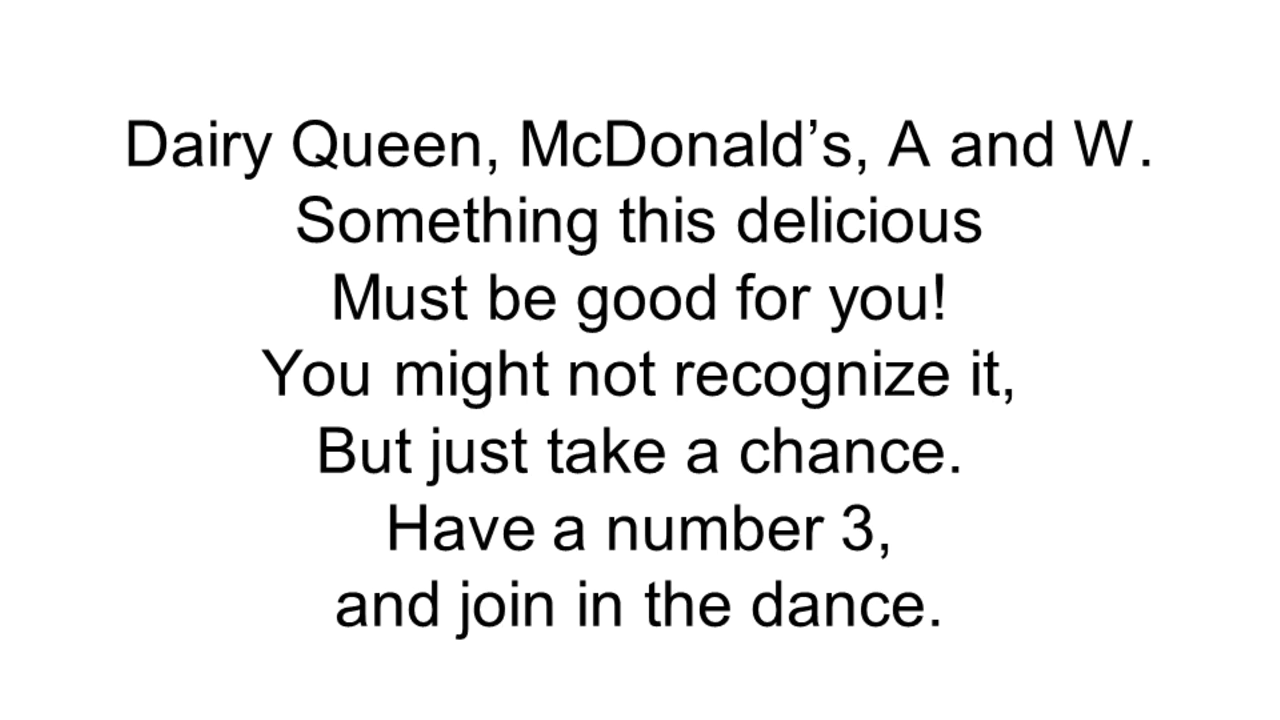 Dairy Queen, McDonald’s, A and W.
Something this delicious
Must be good for you!
You might not recognize it,
But just take a chance.
Have a number 3,
and join in the dance.